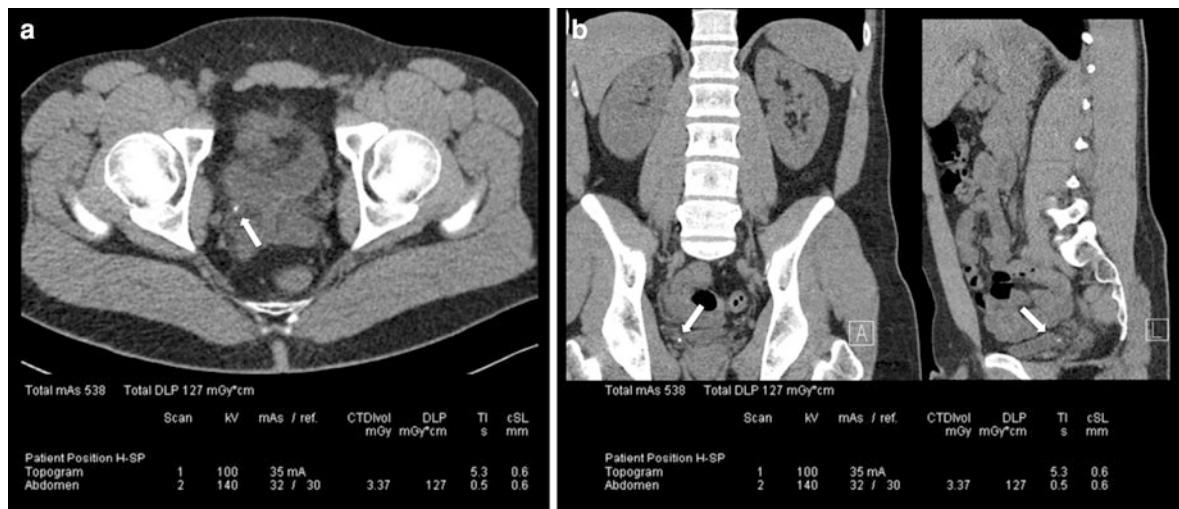 a
Total mAs 538 Total DLP 127 mGy*cm
Scan kV mAs / ref. CTDIvol DLP TI cSL
mGy mGy*cm s mm
Patient Position H-SP
Topogram 1 100 35 mA 5.3 0.6
Abdomen 2 140 32 / 30 3.37 127 0.5 0.6
b
A
L
Total mAs 538 Total DLP 127 mGy*cm
Scan kV mAs / ref. CTDIvol DLP TI cSL
mGy mGy*cm s mm
Patient Position H-SP
Topogram 1 100 35 mA 5.3 0.6
Abdomen 2 140 32 / 30 3.37 127 0.5 0.6